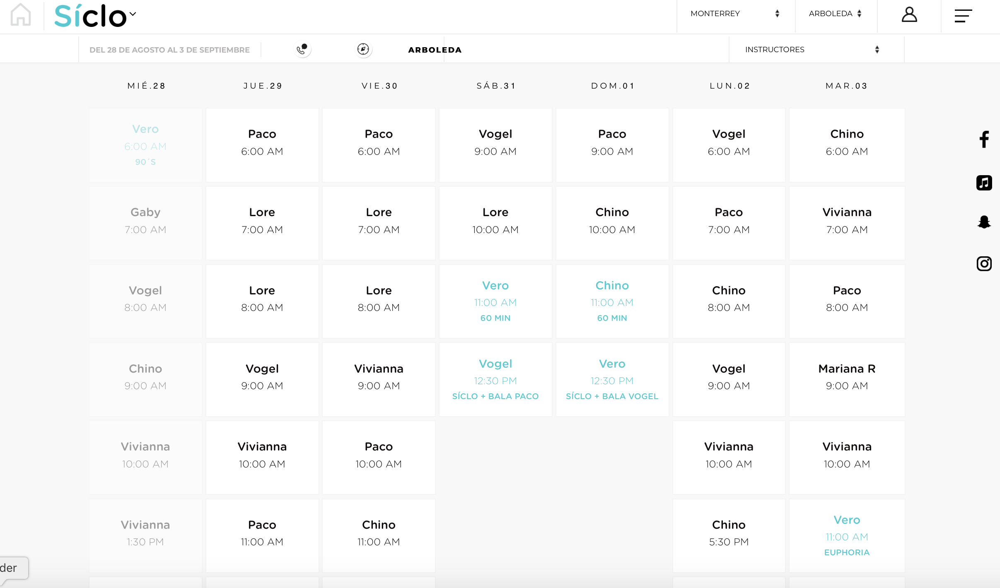 Síclo
MONTERREY
ARBOLEDA
DEL 28 DE AGOSTO AL 3 DE SEPTIEMBRE
ARBOLEDA
INSTRUCTORES
MIÉ.28 JUE.29 VIE.30 SÁB.31 DOM.01 LUN.02 MAR.03
Vero Paco Paco Vogel Paco Vogel Chino
6:00 AM 6:00 AM 6:00 AM 9:00 AM 9:00 AM 6:00 AM 6:00 AM
90´S
Gaby Lore Lore Lore Chino Paco Vivianna
7:00 AM 7:00 AM 7:00 AM 10:00 AM 10:00 AM 7:00 AM 7:00 AM
Vogel Lore Lore Vero Chino Chino Paco
8:00 AM 8:00 AM 8:00 AM 11:00 AM 11:00 AM 8:00 AM 8:00 AM
60 MIN 60 MIN
Chino Vogel Vivianna Vogel Vero Vogel Mariana R
9:00 AM 9:00 AM 9:00 AM 12:30 PM 12:30 PM 9:00 AM 9:00 AM
SÍCLO + BALA PACO SÍCLO + BALA VOGEL
Vivianna Vivianna Paco Vivianna Vivianna
10:00 AM 10:00 AM 10:00 AM 10:00 AM 10:00 AM
Vivianna Paco Chino Chino Vero
1:30 PM 11:00 AM 11:00 AM 5:30 PM 11:00 AM
EUPHORIA
der